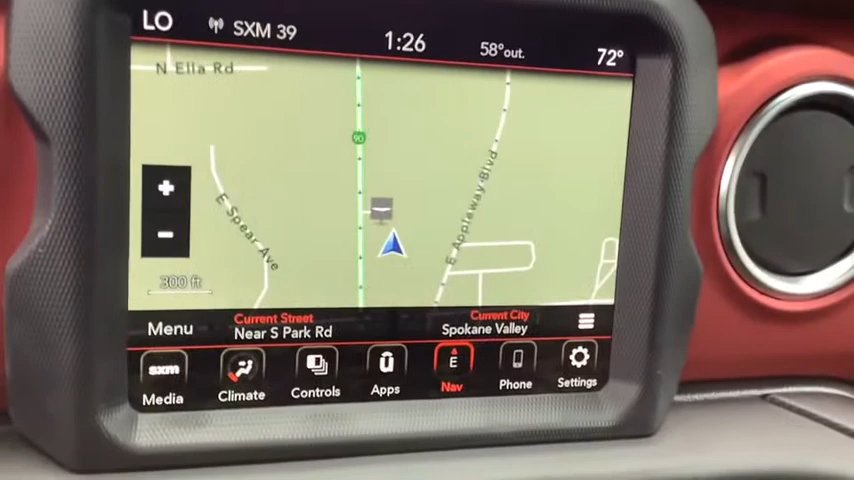 LO SXM 39 1:26 58°out. 72°
N Ella Rd
90
E Spear Ave
E Appleway Blvd
+
-
300 ft
Menu
Current Street
Near S Park Rd
Current City
Spokane Valley
sxm
Media
Climate
Controls
Apps
E
Nav
Phone
Settings